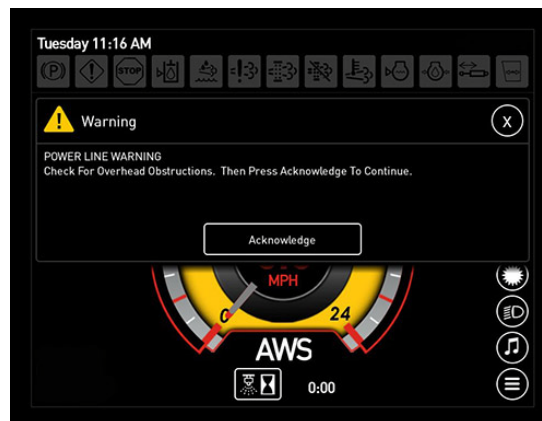 Tuesday 11:16 AM
(P)
STOP
Warning
X
POWER LINE WARNING
Check For Overhead Obstructions. Then Press Acknowledge To Continue.
Acknowledge
MPH
0 24
AWS
0:00